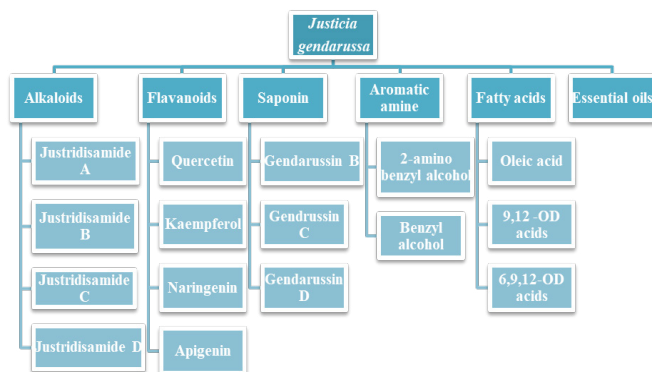 Justicia
gendarussa
Alkaloids
Flavanoids
Saponin
Aromatic
amine
Fatty acids
Essential oils
Justridisamide
A
Justridisamide
B
Justridisamide
C
Justridisamide D
Quercetin
Kaempferol
Naringenin
Apigenin
Gendarussin B
Gendrussin
C
Gendarussin
D
2-amino
benzyl alcohol
Benzyl
alcohol
Oleic acid
9,12 -OD
acids
6,9,12-OD
acids